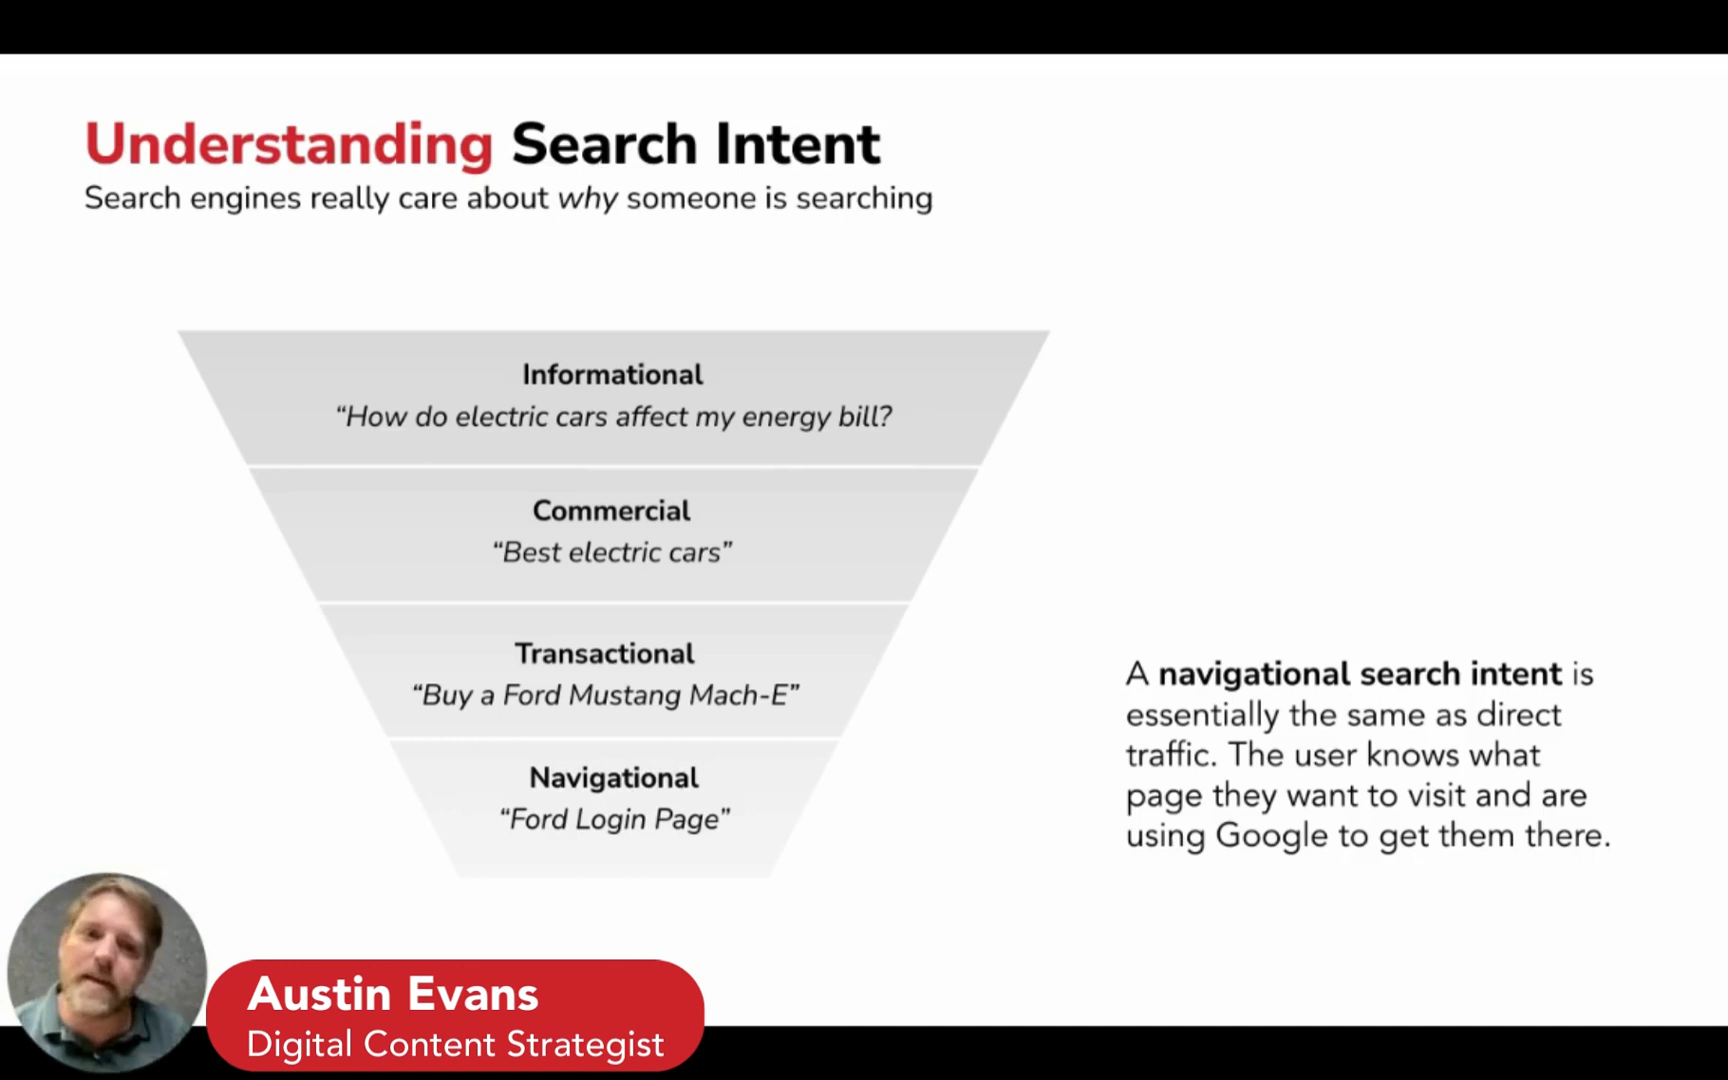 Understanding Search Intent
Search engines really care about why someone is searching
Informational
“How do electric cars affect my energy bill?
Commercial
“Best electric cars”
Transactional
“Buy a Ford Mustang Mach-E”
Navigational
“Ford Login Page”
A navigational search intent is
essentially the same as direct
traffic. The user knows what
page they want to visit and are
using Google to get them there.
Austin Evans
Digital Content Strategist